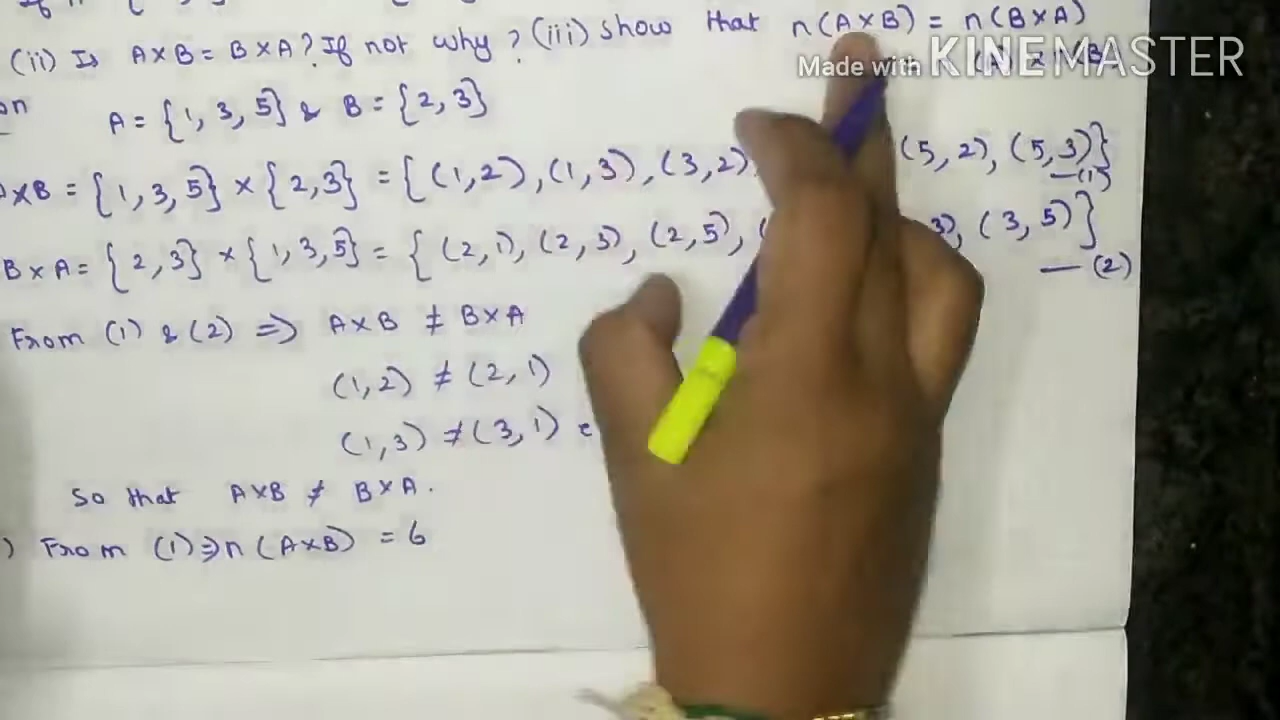 (ii) Is A×B = B×A? If not why? (iii) show that n(A×B) = n(B×A)
Made with KINEMASTER
A = {1, 3, 5} & B = {2, 3}
×B = {1, 3, 5} × {2, 3} = { (1,2), (1,3), (3,2), (5,2), (5,3)} —(1)
B×A = {2, 3} × {1, 3, 5} = { (2,1), (2,3), (2,5), 3), (3,5)} —(2)
From (1) & (2) ⇒ A×B ≠ B×A
(1,2) ≠ (2,1)
(1,3) ≠ (3,1)
So that A×B ≠ B×A.
) From (1) ⇒ n(A×B) = 6